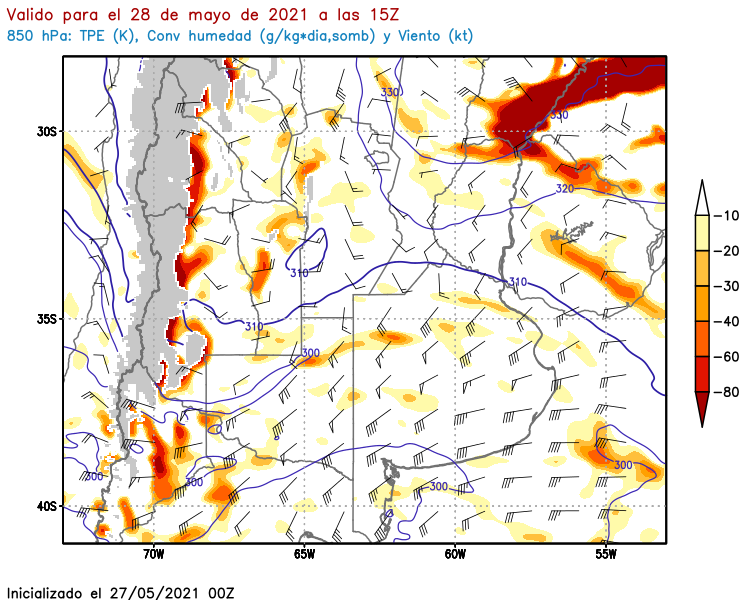 Valido para el 28 de mayo de 2021 a las 15Z
850 hPa: TPE (K), Conv humedad (g/kg*dia,somb) y Viento (kt)
330
330
30S
320
310
310
310
35S
300
300
300
300
300
40S
70W 65W 60W 55W
-10
-20
-30
-40
-60
-80
Inicializado el 27/05/2021 00Z